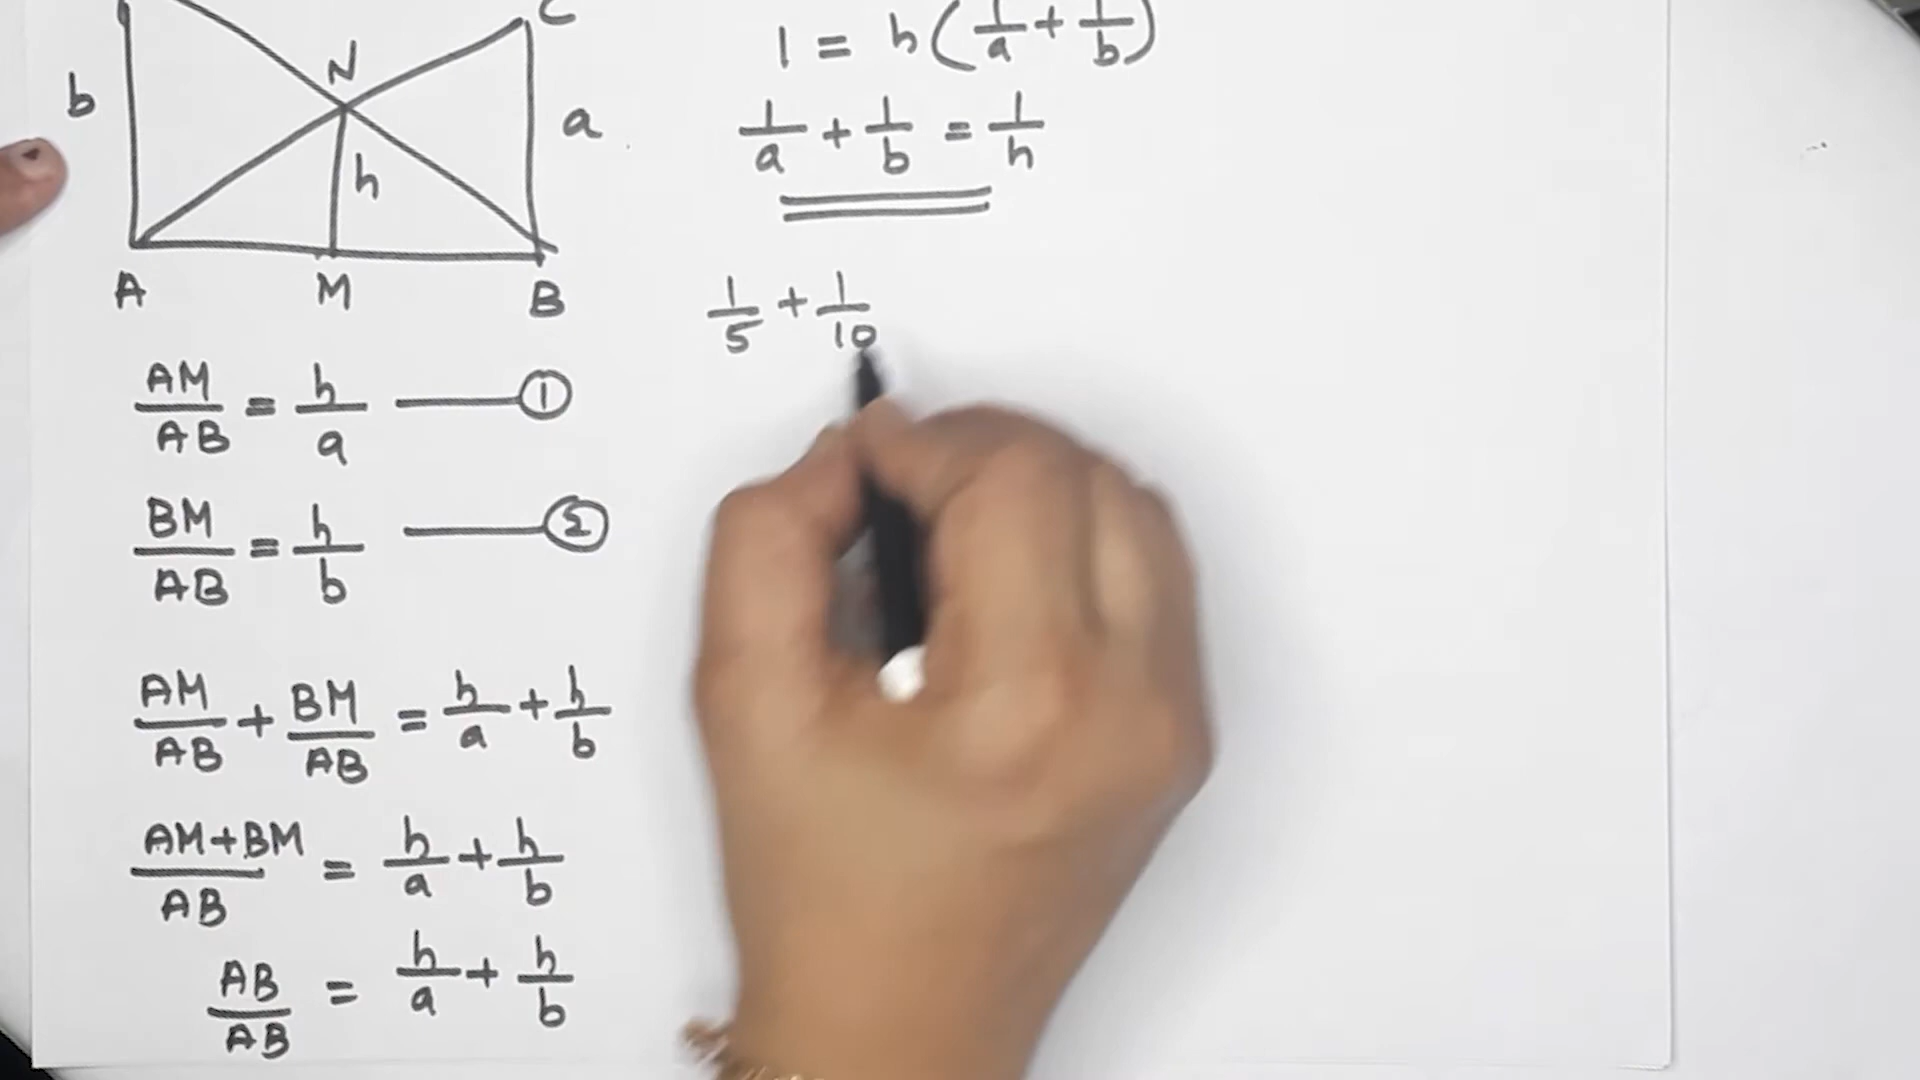 C
N
b
a
h
A M B
AM/AB = h/a ——— ①
BM/AB = h/b ——— ②
AM/AB + BM/AB = h/a + h/b
AM+BM/AB = h/a + h/b
AB/AB = h/a + h/b
1 = h(1/a + 1/b)
1/a + 1/b = 1/h
1/5 + 1/10